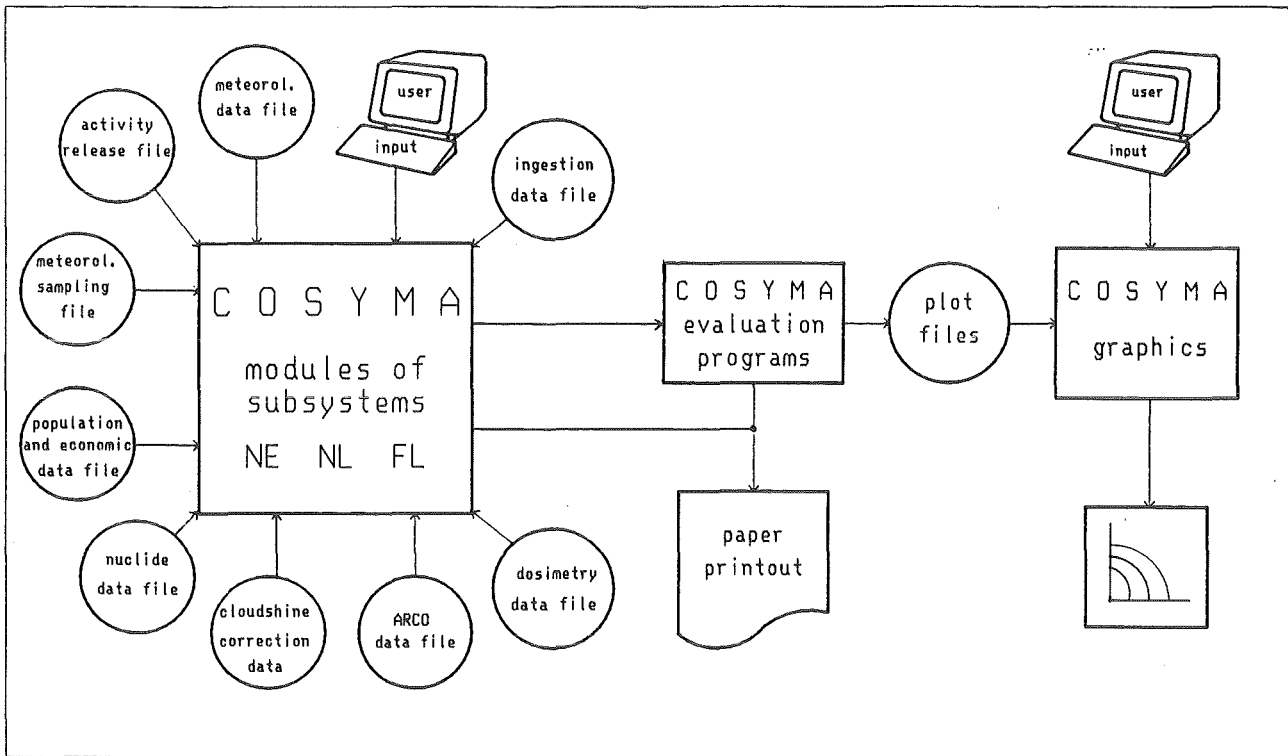 meteorol.
data file
user
input
activity
release file
ingestion
data file
user
input
meteorol.
sampling
file
C O S Y M A
modules of
subsystems
NE NL FL
C O S Y M A
evaluation
programs
plot
files
C O S Y M A
graphics
population
and economic
data file
nuclide
data file
cloudshine
correction
data
ARCO
data file
dosimetry
data file
paper
printout